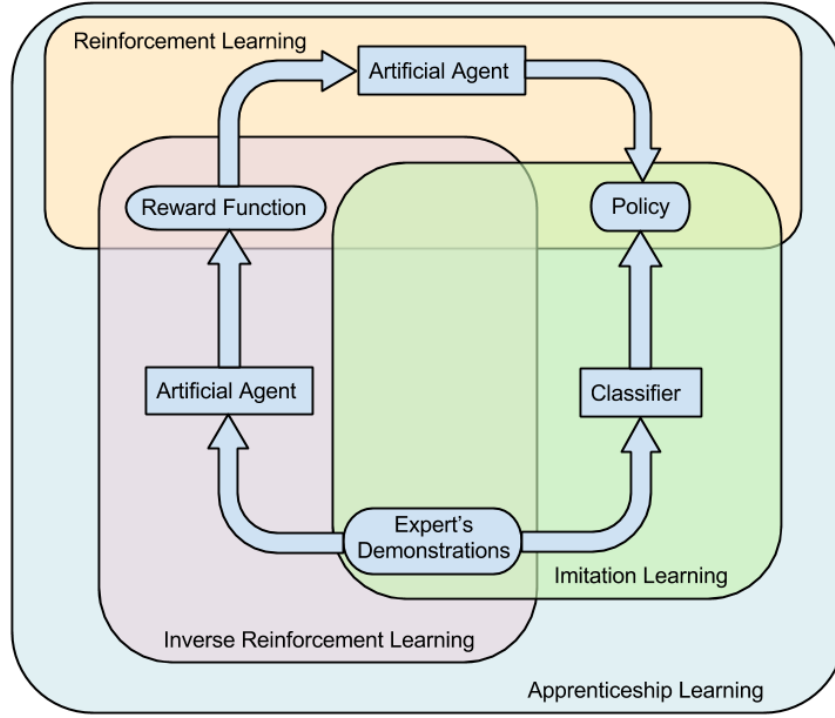 Reinforcement Learning
Artificial Agent
Reward Function
Policy
Artificial Agent
Classifier
Expert's
Demonstrations
Imitation Learning
Inverse Reinforcement Learning
Apprenticeship Learning